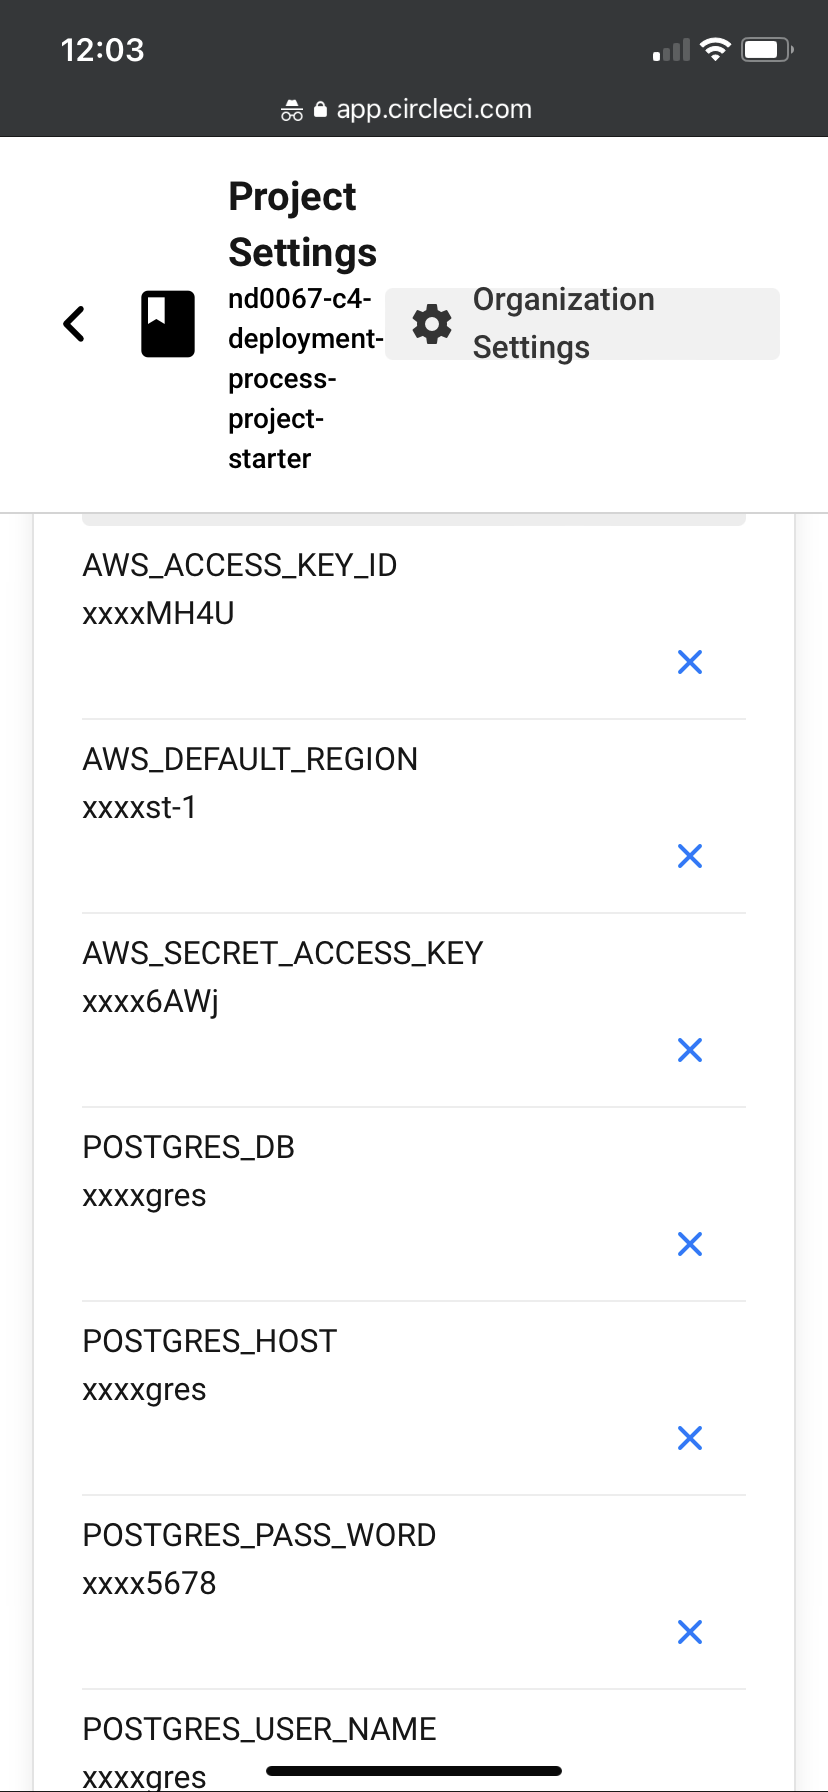 12:03
app.circleci.com
Project
Settings
nd0067-c4-
deployment-
process-
project-
starter
Organization
Settings
AWS_ACCESS_KEY_ID
xxxxMH4U
AWS_DEFAULT_REGION
xxxxst-1
AWS_SECRET_ACCESS_KEY
xxxx6AWj
POSTGRES_DB
xxxxgres
POSTGRES_HOST
xxxxgres
POSTGRES_PASS_WORD
xxxx5678
POSTGRES_USER_NAME
xxxxgres